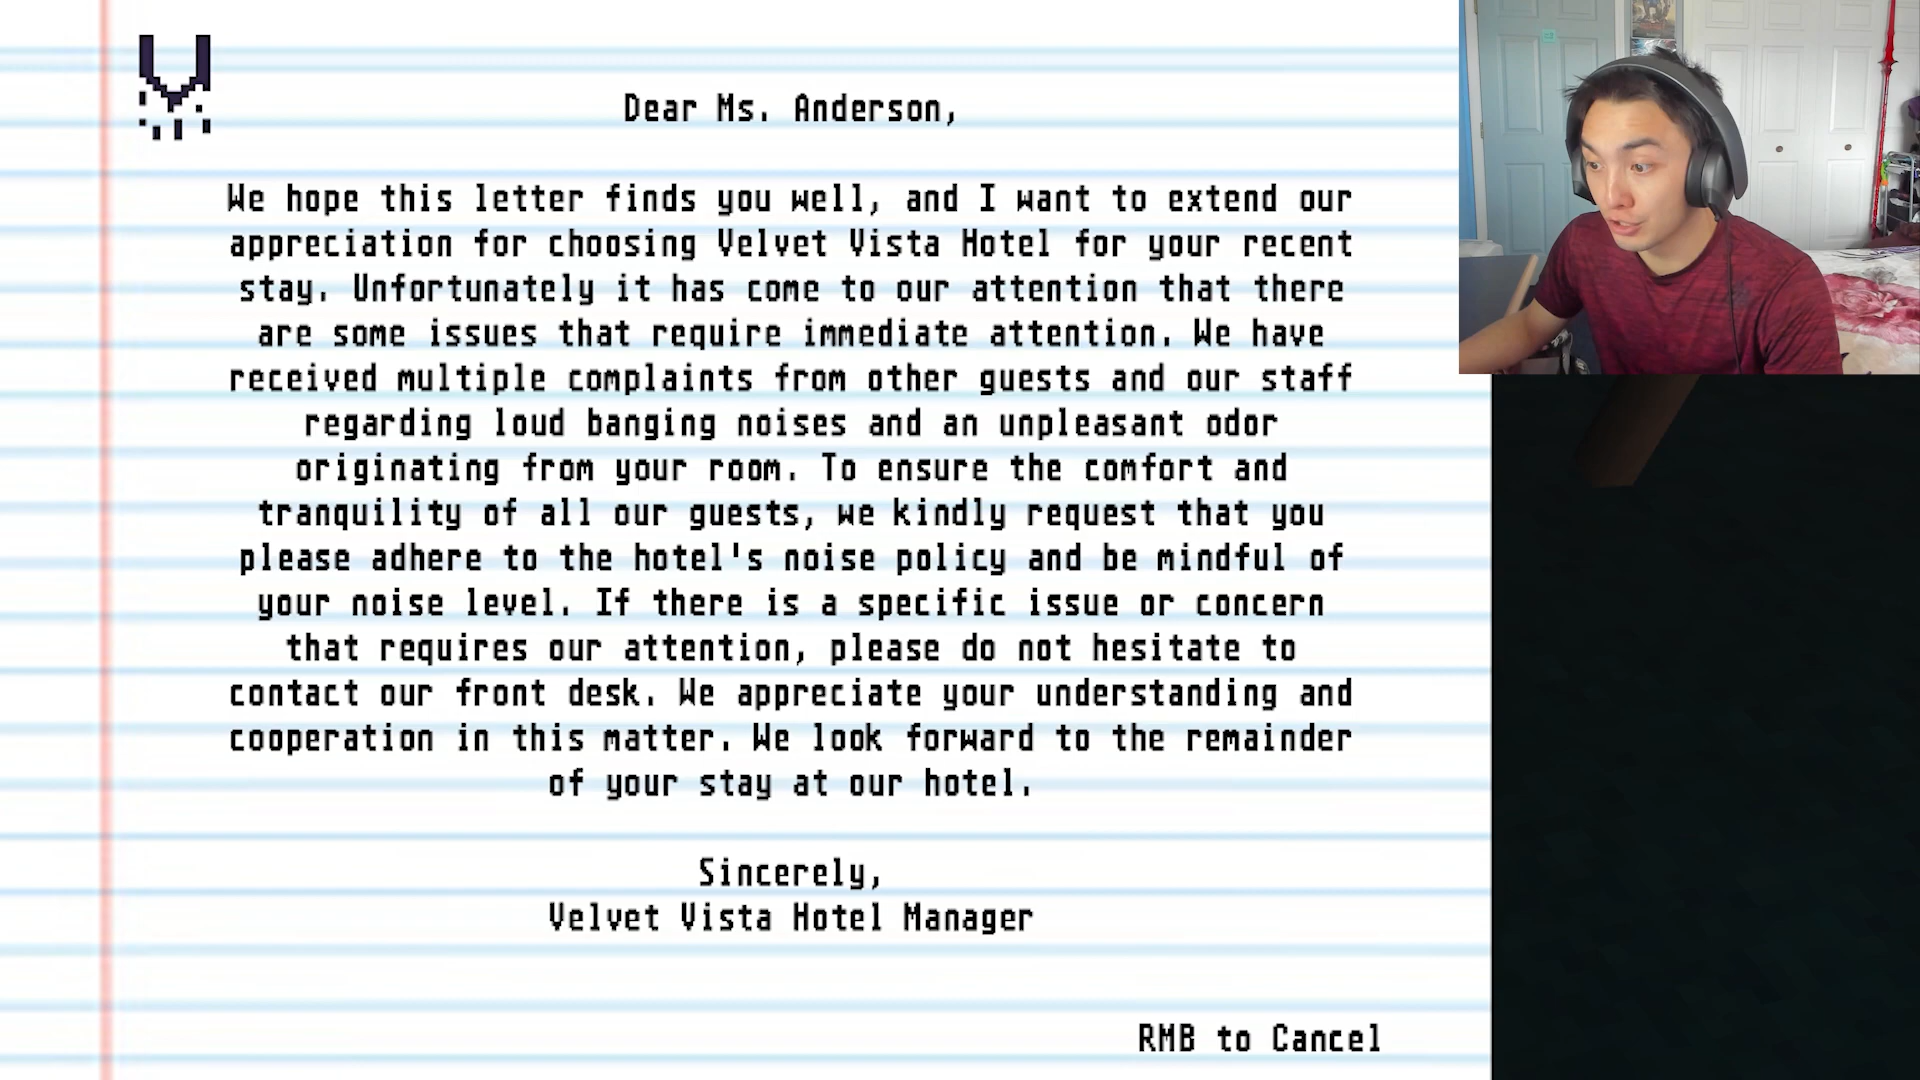 Dear Ms. Anderson,
We hope this letter finds you well, and I want to extend our
appreciation for choosing Velvet Vista Hotel for your recent
stay. Unfortunately it has come to our attention that there
are some issues that require immediate attention. We have
received multiple complaints from other guests and our staff
regarding loud banging noises and an unpleasant odor
originating from your room. To ensure the comfort and
tranquility of all our guests, we kindly request that you
please adhere to the hotel's noise policy and be mindful of
your noise level. If there is a specific issue or concern
that requires our attention, please do not hesitate to
contact our front desk. We appreciate your understanding and
cooperation in this matter. We look forward to the remainder
of your stay at our hotel.
Sincerely,
Velvet Vista Hotel Manager
RMB to Cancel